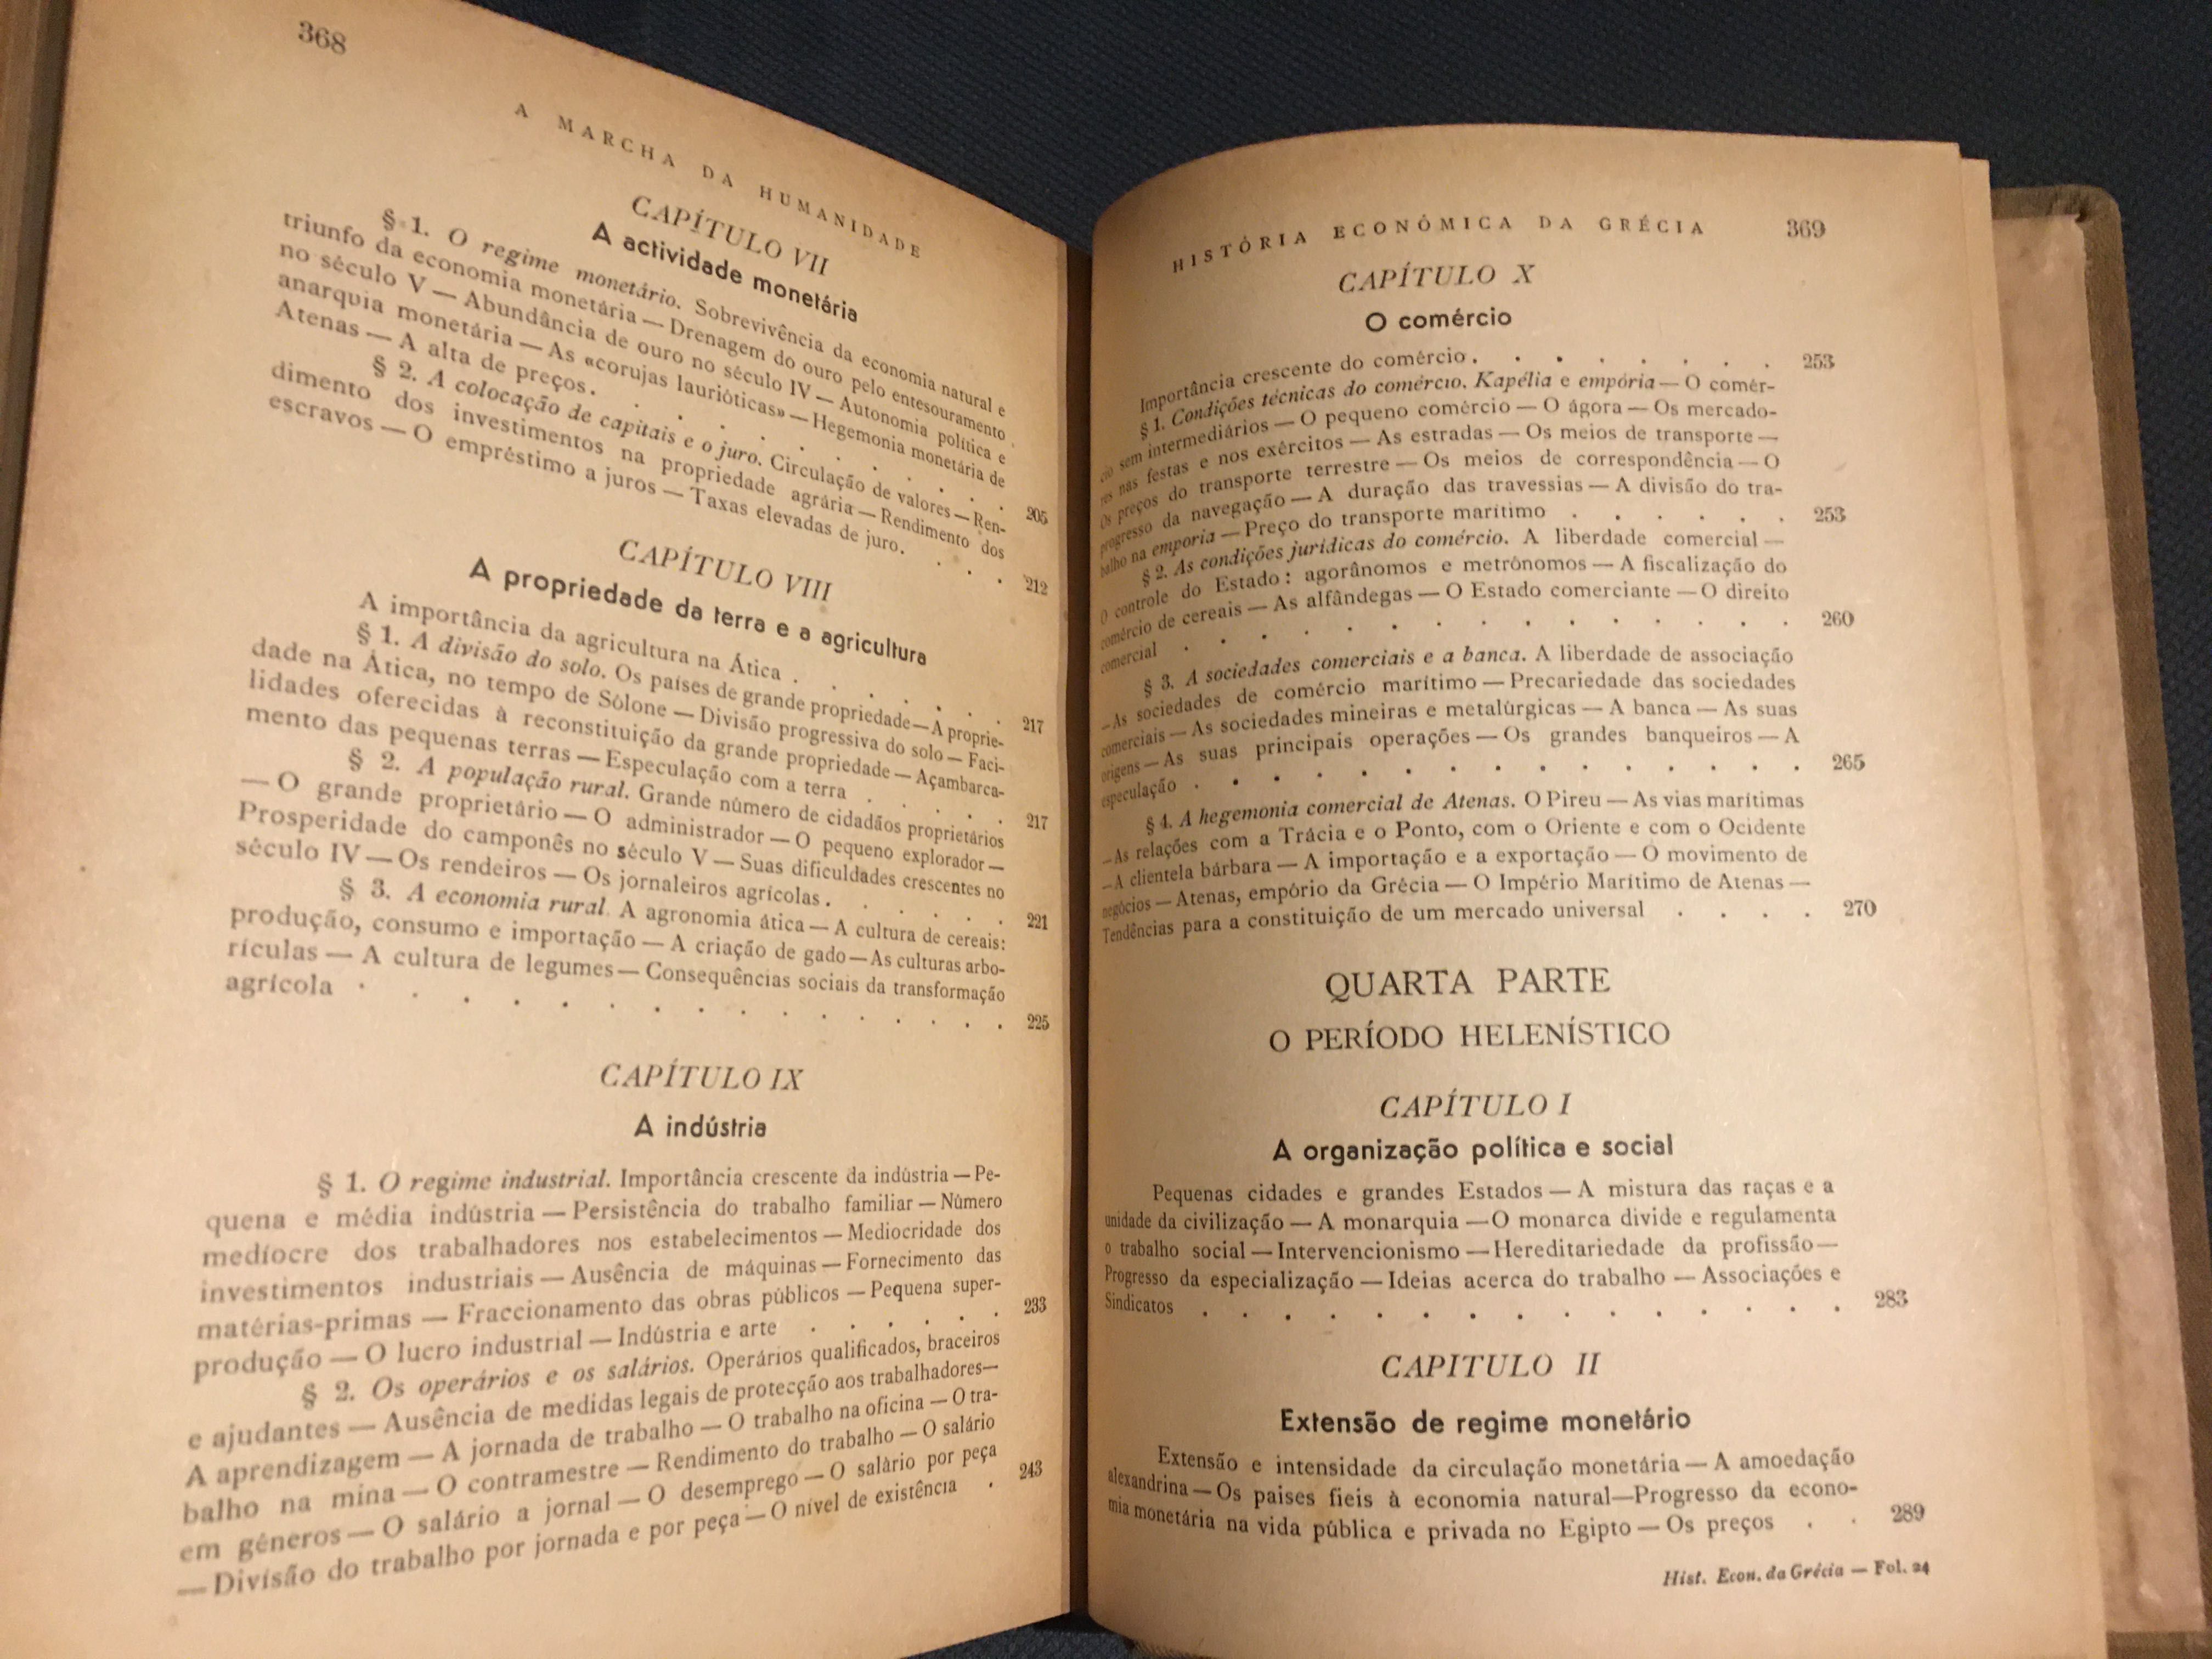 368
A MARCHA DA HUMANIDADE
CAPÍTULO VII
A actividade monetária
§ 1. O regime monetário. Sobrevivência da economia natural e
triunfo da economia monetária — Drenagem do ouro pelo entesouramento
no século V — Abundância de ouro no século IV — Autonomia política e
anarquia monetária — As «corujas laurióticas» — Hegemonia monetária de
Atenas — A alta de preços . . . . . . . . 205
§ 2. A colocação de capitais e o juro. Circulação de valores — Ren-
dimento dos investimentos na propriedade agrária — Rendimento dos
escravos — O empréstimo a juros — Taxas elevadas de juro. . . . 212
CAPÍTULO VIII
A propriedade da terra e a agricultura
A importância da agricultura na Ática . . . . . . 217
§ 1. A divisão do solo. Os países de grande propriedade — A proprie-
dade na Ática, no tempo de Sólone — Divisão progressiva do solo — Faci-
lidades oferecidas à reconstituição da grande propriedade — Açambarca-
mento das pequenas terras — Especulação com a terra . . . . . 217
§ 2. A população rural. Grande número de cidadãos proprietários
— O grande proprietário — O administrador — O pequeno explorador —
Prosperidade do camponês no século V — Suas dificuldades crescentes no
século IV — Os rendeiros — Os jornaleiros agrícolas . . . . . . 221
§ 3. A economia rural. A agronomia ática — A cultura de cereais:
produção, consumo e importação — A criação de gado — As culturas arbo-
rículas — A cultura de legumes — Consequências sociais da transformação
agrícola . . . . . . . . . . . . . . 225
CAPÍTULO IX
A indústria
§ 1. O regime industrial. Importância crescente da indústria — Pe-
quena e média indústria — Persistência do trabalho familiar — Número
medíocre dos trabalhadores nos estabelecimentos — Mediocridade dos
investimentos industriais — Ausência de máquinas — Fornecimento das
matérias-primas — Fraccionamento das obras públicos — Pequena super-
produção — O lucro industrial — Indústria e arte . . . . . . 233
§ 2. Os operários e os salários. Operários qualificados, braceiros
e ajudantes — Ausência de medidas legais de protecção aos trabalhadores—
A aprendizagem — A jornada de trabalho — O trabalho na oficina — O tra-
balho na mina — O contramestre — Rendimento do trabalho — O salário
em géneros — O salário a jornal — O desemprego — O salário por peça
— Divisão do trabalho por jornada e por peça — O nível de existência . 243
HISTÓRIA ECONÓMICA DA GRÉCIA 369
CAPÍTULO X
O comércio
Importância crescente do comércio . . . . . . . . 253
§ 1. Condições técnicas do comércio. Kapélia e empória — O comér-
cio sem intermediários — O pequeno comércio — O ágora — Os mercado-
res nas festas e nos exércitos — As estradas — Os meios de transporte —
Os preços do transporte terrestre — Os meios de correspondência — O
progresso da navegação — A duração das travessias — A divisão do tra-
balho na emporia — Preço do transporte marítimo . . . . . . 253
§ 2. As condições jurídicas do comércio. A liberdade comercial —
O controle do Estado: agorânomos e metrônomos — A fiscalização do
comércio de cereais — As alfândegas — O Estado comerciante — O direito
comercial . . . . . . . . . . . . . 260
§ 3. A sociedades comerciais e a banca. A liberdade de associação
— As sociedades de comércio marítimo — Precariedade das sociedades
comerciais — As sociedades mineiras e metalúrgicas — A banca — As suas
origens — As suas principais operações — Os grandes banqueiros — A
especulação . . . . . . . . . . . . . 265
§ 4. A hegemonia comercial de Atenas. O Pireu — As vias marítimas
— As relações com a Trácia e o Ponto, com o Oriente e com o Ocidente
— A clientela bárbara — A importação e a exportação — O movimento de
negócios — Atenas, empório da Grécia — O Império Marítimo de Atenas —
Tendências para a constituição de um mercado universal . . . . 270
QUARTA PARTE
O PERÍODO HELENÍSTICO
CAPÍTULO I
A organização política e social
Pequenas cidades e grandes Estados — A mistura das raças e a
unidade da civilização — A monarquia — O monarca divide e regulamenta
o trabalho social — Intervencionismo — Hereditariedade da profissão —
Progresso da especialização — Ideias acerca do trabalho — Associações e
Sindicatos . . . . . . . . . . . . . . 283
CAPITULO II
Extensão de regime monetário
Extensão e intensidade da circulação monetária — A amoedação
alexandrina — Os paises fieis à economia natural—Progresso da econo-
mia monetária na vida pública e privada no Egipto — Os preços . . 289
Hist. Econ. da Grécia — Fol. 24